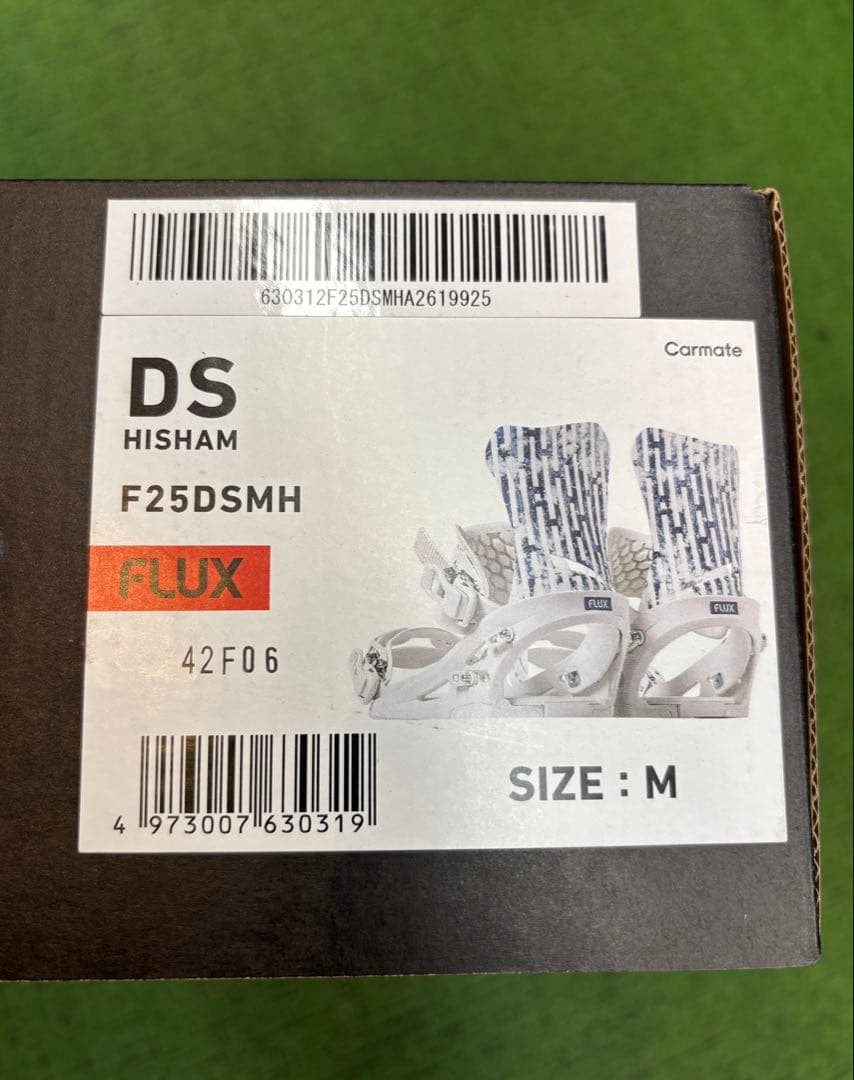 630312F25DSMHA2619925
Carmate
DS
HISHAM
F25DSMH
FLUX
FLUX
FLUX
42F06
SIZE : M
4 973007 630319